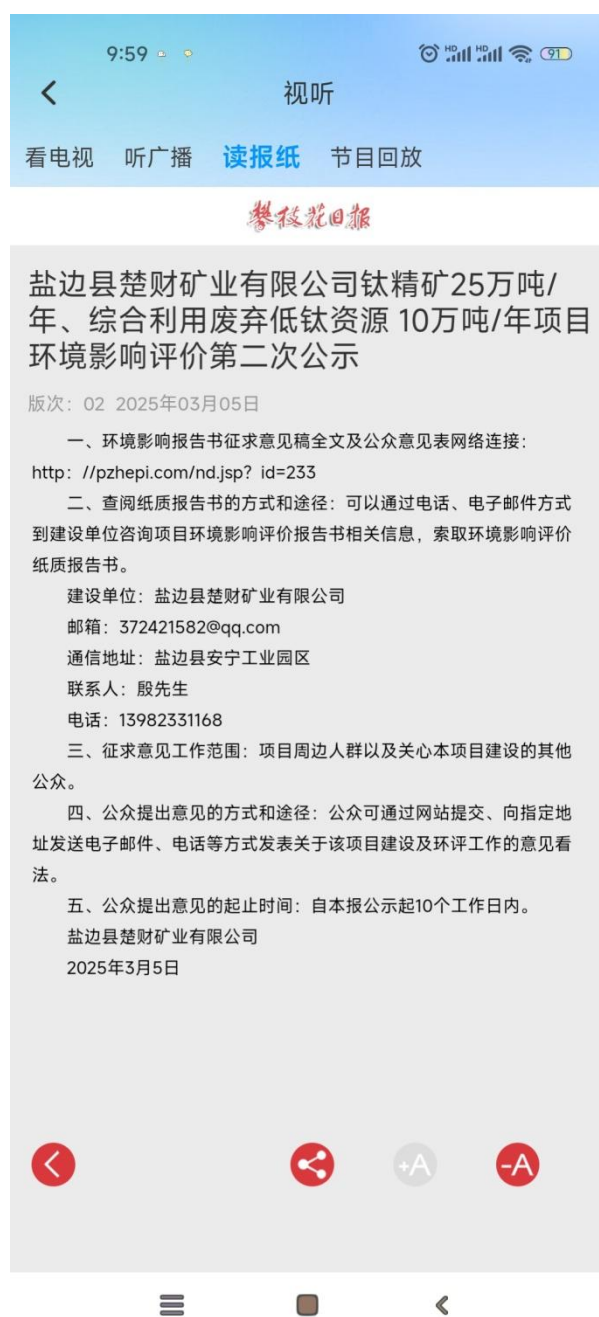 9:59
91
视听
看电视 听广播 读报纸 节目回放
攀枝花日报
盐边县楚财矿业有限公司钛精矿25万吨/
年、综合利用废弃低钛资源 10万吨/年项目
环境影响评价第二次公示
版次：02 2025年03月05日
一、环境影响报告书征求意见稿全文及公众意见表网络连接：
http：//pzhepi.com/nd.jsp？id=233
二、查阅纸质报告书的方式和途径：可以通过电话、电子邮件方式
到建设单位咨询项目环境影响评价报告书相关信息，索取环境影响评价
纸质报告书。
建设单位：盐边县楚财矿业有限公司
邮箱：372421582@qq.com
通信地址：盐边县安宁工业园区
联系人：殷先生
电话：13982331168
三、征求意见工作范围：项目周边人群以及关心本项目建设的其他
公众。
四、公众提出意见的方式和途径：公众可通过网站提交、向指定地
址发送电子邮件、电话等方式发表关于该项目建设及环评工作的意见看
法。
五、公众提出意见的起止时间：自本报公示起10个工作日内。
盐边县楚财矿业有限公司
2025年3月5日
+A -A